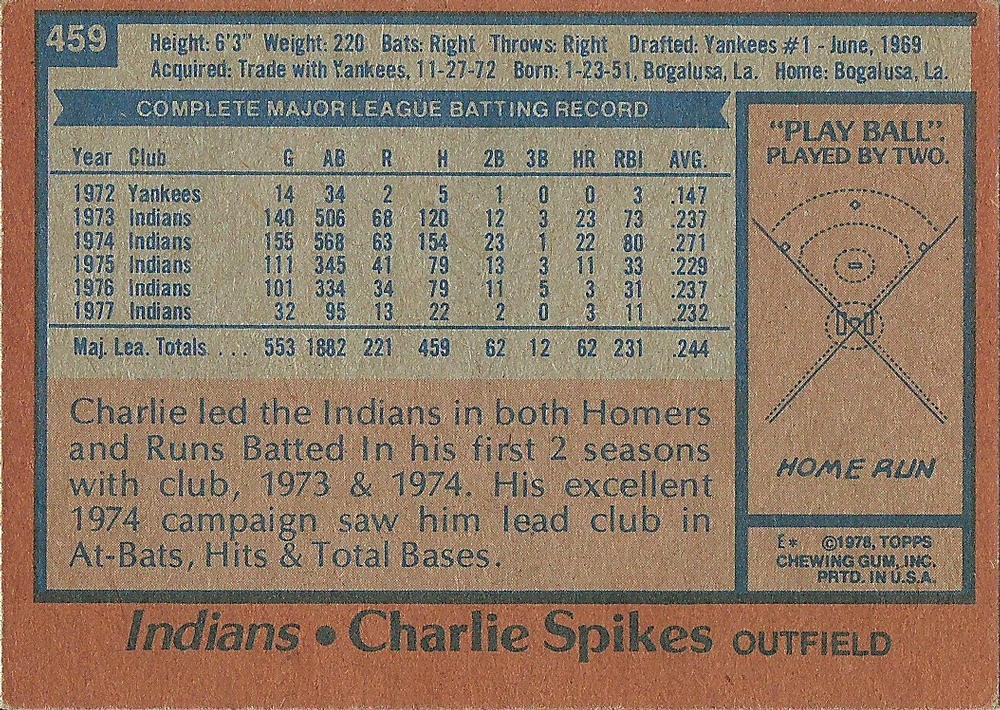 459
Height: 6'3" Weight: 220 Bats: Right Throws: Right Drafted: Yankees #1 - June, 1969
Acquired: Trade with Yankees, 11-27-72 Born: 1-23-51, Bogalusa, La. Home: Bogalusa, La.
COMPLETE MAJOR LEAGUE BATTING RECORD
Year Club G AB R H 2B 3B HR RBI AVG.
1972 Yankees 14 34 2 5 1 0 0 3 .147
1973 Indians 140 506 68 120 12 3 23 73 .237
1974 Indians 155 568 63 154 23 1 22 80 .271
1975 Indians 111 345 41 79 13 3 11 33 .229
1976 Indians 101 334 34 79 11 5 3 31 .237
1977 Indians 32 95 13 22 2 0 3 11 .232
Maj. Lea. Totals . . . 553 1882 221 459 62 12 62 231 .244
Charlie led the Indians in both Homers
and Runs Batted In his first 2 seasons
with club, 1973 & 1974. His excellent
1974 campaign saw him lead club in
At-Bats, Hits & Total Bases.
"PLAY BALL".
PLAYED BY TWO.
HOME RUN
E* ©1978, TOPPS
CHEWING GUM, INC.
PRTD. IN U.S.A.
Indians • Charlie Spikes OUTFIELD